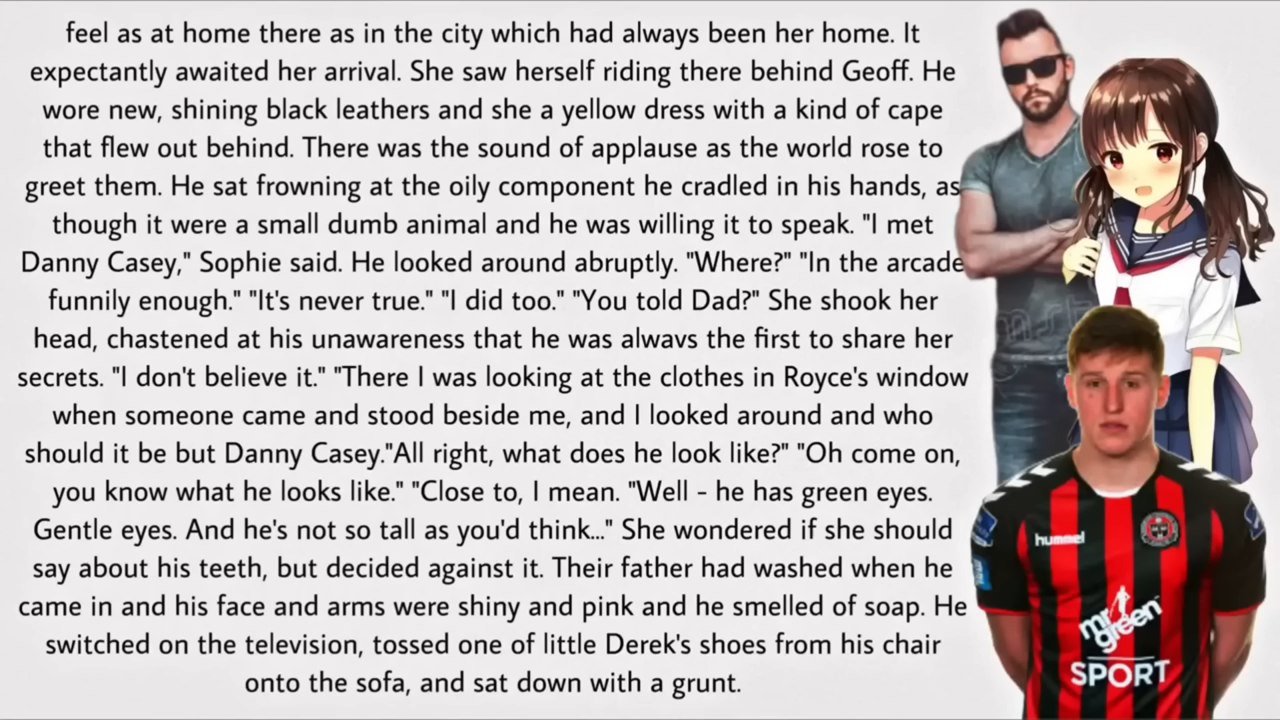 feel as at home there as in the city which had always been her home. It
expectantly awaited her arrival. She saw herself riding there behind Geoff. He
wore new, shining black leathers and she a yellow dress with a kind of cape
that flew out behind. There was the sound of applause as the world rose to
greet them. He sat frowning at the oily component he cradled in his hands, as
though it were a small dumb animal and he was willing it to speak. "I met
Danny Casey," Sophie said. He looked around abruptly. "Where?" "In the arcade
funnily enough." "It's never true." "I did too." "You told Dad?" She shook her
head, chastened at his unawareness that he was alwavs the first to share her
secrets. "I don't believe it." "There I was looking at the clothes in Royce's window
when someone came and stood beside me, and I looked around and who
should it be but Danny Casey."All right, what does he look like?" "Oh come on,
you know what he looks like." "Close to, I mean. "Well - he has green eyes.
Gentle eyes. And he's not so tall as you'd think..." She wondered if she should
say about his teeth, but decided against it. Their father had washed when he
came in and his face and arms were shiny and pink and he smelled of soap. He
switched on the television, tossed one of little Derek's shoes from his chair
onto the sofa, and sat down with a grunt.
hummel
mr
green
SPORT